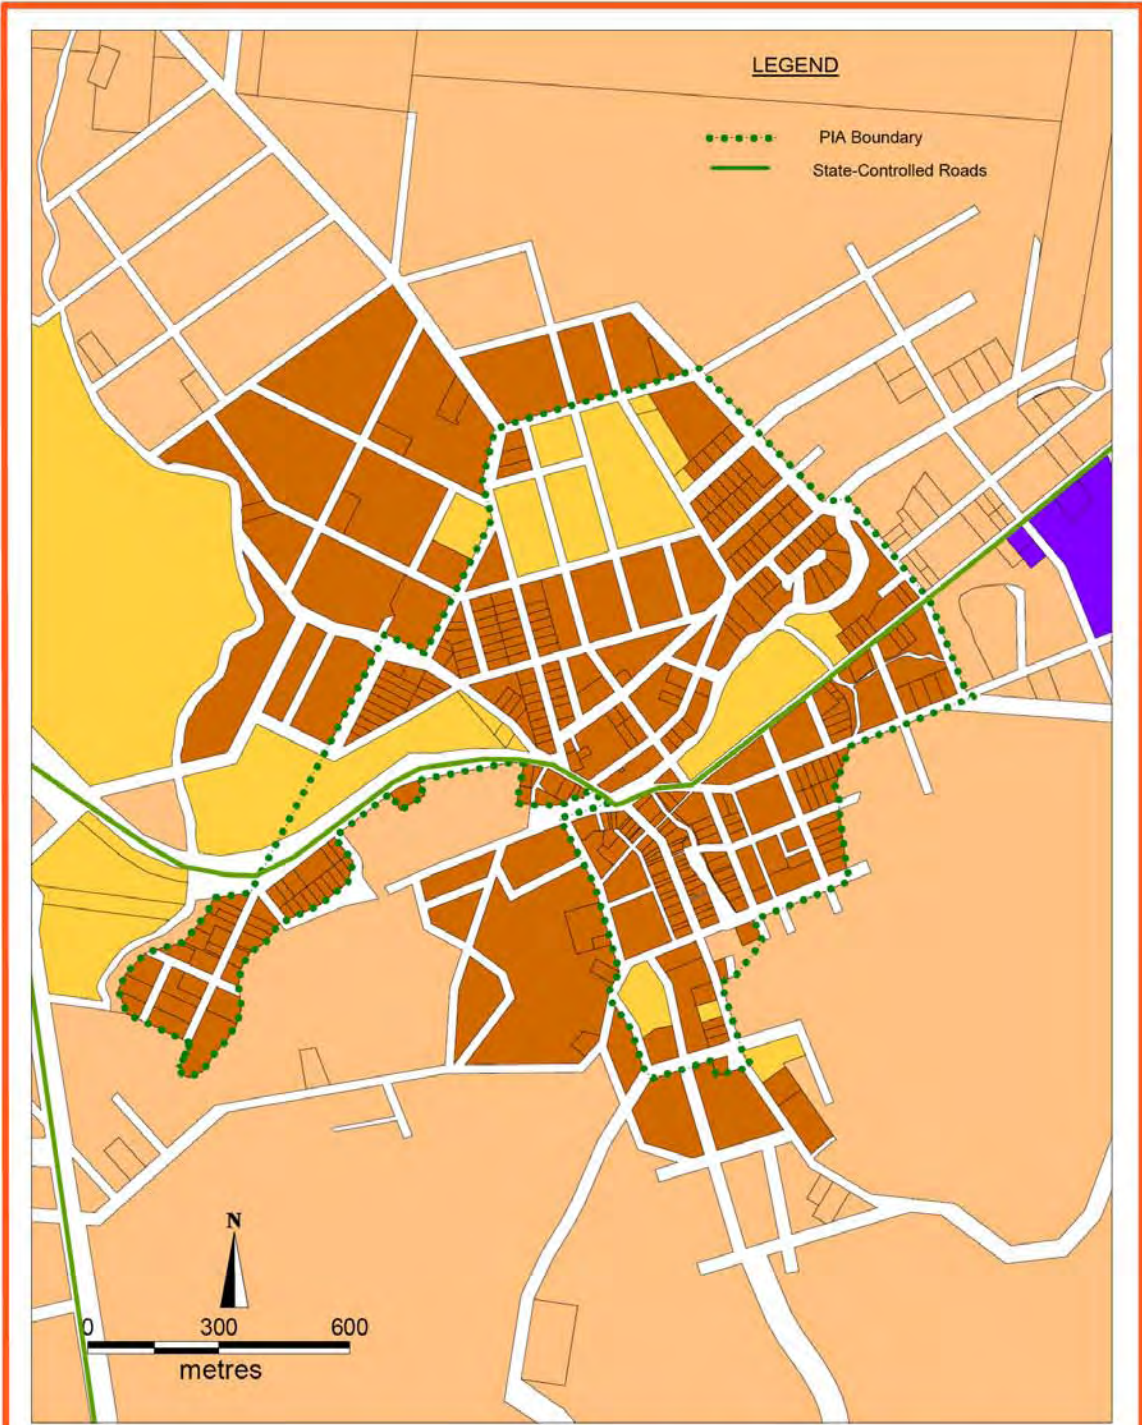 LEGEND
PIA Boundary
State-Controlled Roads
N
0 300 600
metres